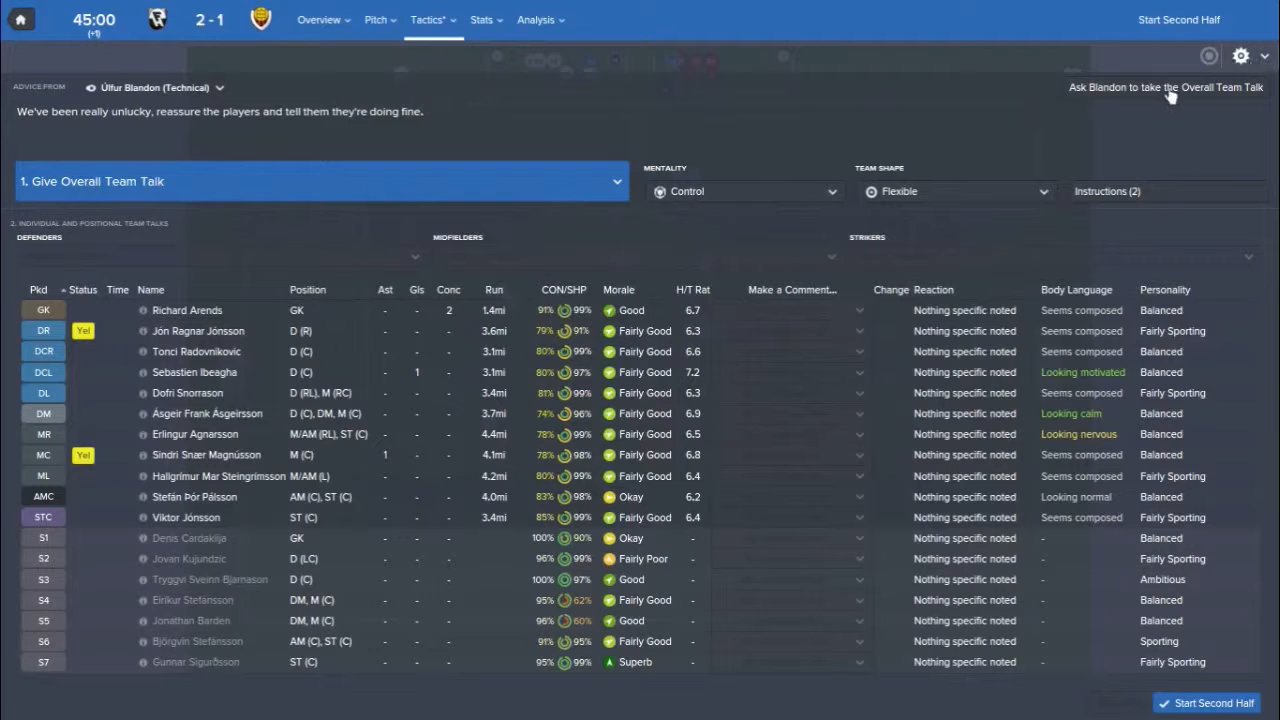 45:00 2 - 1 Overview Pitch Tactics* Stats Analysis Start Second Half
(+1)
ADVICE FROM Úlfur Blandon (Technical) Ask Blandon to take the Overall Team Talk
We've been really unlucky, reassure the players and tell them they're doing fine.
MENTALITY TEAM SHAPE
1. Give Overall Team Talk Control Flexible Instructions (2)
2. INDIVIDUAL AND POSITIONAL TEAM TALKS
DEFENDERS MIDFIELDERS STRIKERS
Pkd Status Time Name Position Ast Gls Conc Run CON/SHP Morale H/T Rat Make a Comment... Change Reaction Body Language Personality
GK Richard Arends GK - - 2 1.4mi 91% 99% Good 6.7 Nothing specific noted Seems composed Balanced
DR Yel Jón Ragnar Jónsson D (R) - - - 3.6mi 79% 91% Fairly Good 6.3 Nothing specific noted Seems composed Fairly Sporting
DCR Tonci Radovnikovic D (C) - - - 3.1mi 80% 99% Fairly Good 6.6 Nothing specific noted Seems composed Balanced
DCL Sebastien Ibeagha D (C) - 1 - 3.1mi 80% 97% Fairly Good 7.2 Nothing specific noted Looking motivated Balanced
DL Dofri Snorrason D (RL), M (RC) - - - 3.4mi 81% 99% Fairly Good 6.3 Nothing specific noted Seems composed Fairly Sporting
DM Ásgeir Frank Ásgeirsson D (C), DM, M (C) - - - 3.7mi 74% 96% Fairly Good 6.9 Nothing specific noted Looking calm Balanced
MR Erlingur Agnarsson M/AM (RL), ST (C) - - - 4.4mi 78% 99% Fairly Good 6.5 Nothing specific noted Looking nervous Balanced
MC Yel Sindri Snær Magnússon M (C) 1 - - 4.1mi 78% 98% Fairly Good 6.8 Nothing specific noted Seems composed Balanced
ML Hallgrímur Mar Steingrímsson M/AM (L) - - - 4.2mi 80% 99% Fairly Good 6.4 Nothing specific noted Seems composed Fairly Sporting
AMC Stefán Þór Pálsson AM (C), ST (C) - - - 4.0mi 83% 98% Okay 6.2 Nothing specific noted Looking normal Balanced
STC Viktor Jónsson ST (C) - - - 3.4mi 85% 99% Fairly Good 6.4 Nothing specific noted Seems composed Fairly Sporting
S1 Denis Cardaklija GK - - - 100% 90% Okay - Nothing specific noted - Balanced
S2 Jovan Kujundzic D (LC) - - - 96% 99% Fairly Poor - Nothing specific noted - Fairly Sporting
S3 Tryggvi Sveinn Bjarnason D (C) - - - 100% 97% Good - Nothing specific noted - Ambitious
S4 Eiríkur Stefánsson DM, M (C) - - - 95% 62% Fairly Good - Nothing specific noted - Balanced
S5 Jonathan Barden DM, M (C) - - - 96% 60% Good - Nothing specific noted - Balanced
S6 Björgvin Stefánsson AM (C), ST (C) - - - 91% 95% Fairly Good - Nothing specific noted - Sporting
S7 Gunnar Sigurðsson ST (C) - - - 95% 99% Superb - Nothing specific noted - Fairly Sporting
Start Second Half